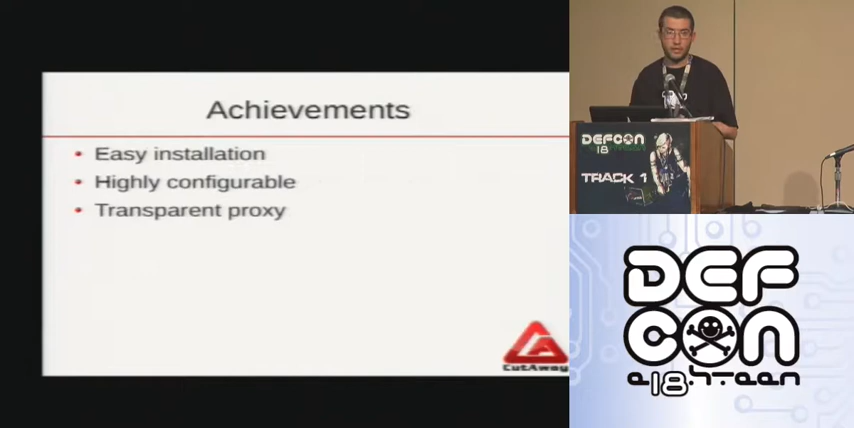 Achievements
• Easy installation
• Highly configurable
• Transparent proxy
CutAway
DEFCON
18
TRACK 1
DEF
CON
e18hteen